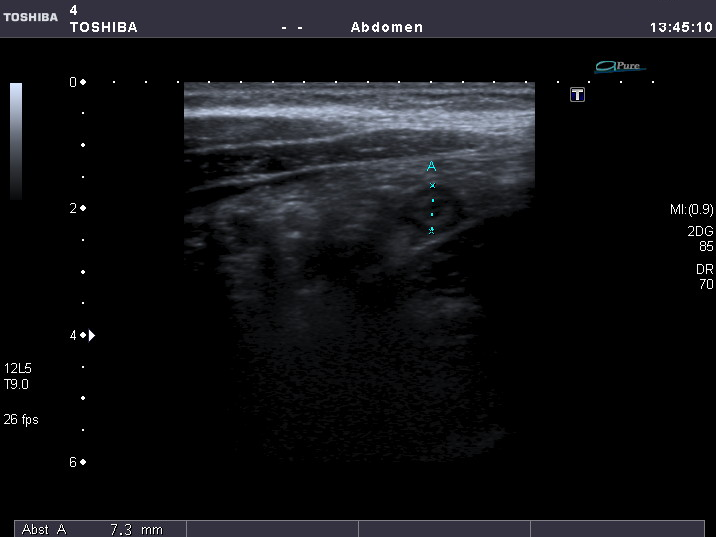 TOSHIBA
4
TOSHIBA - - Abdomen 13:45:10
aPure
T
0
A
2
MI:(0.9)
2DG
85
DR
70
4
12L5
T9.0
26 fps
6
Abst A 7.3 mm